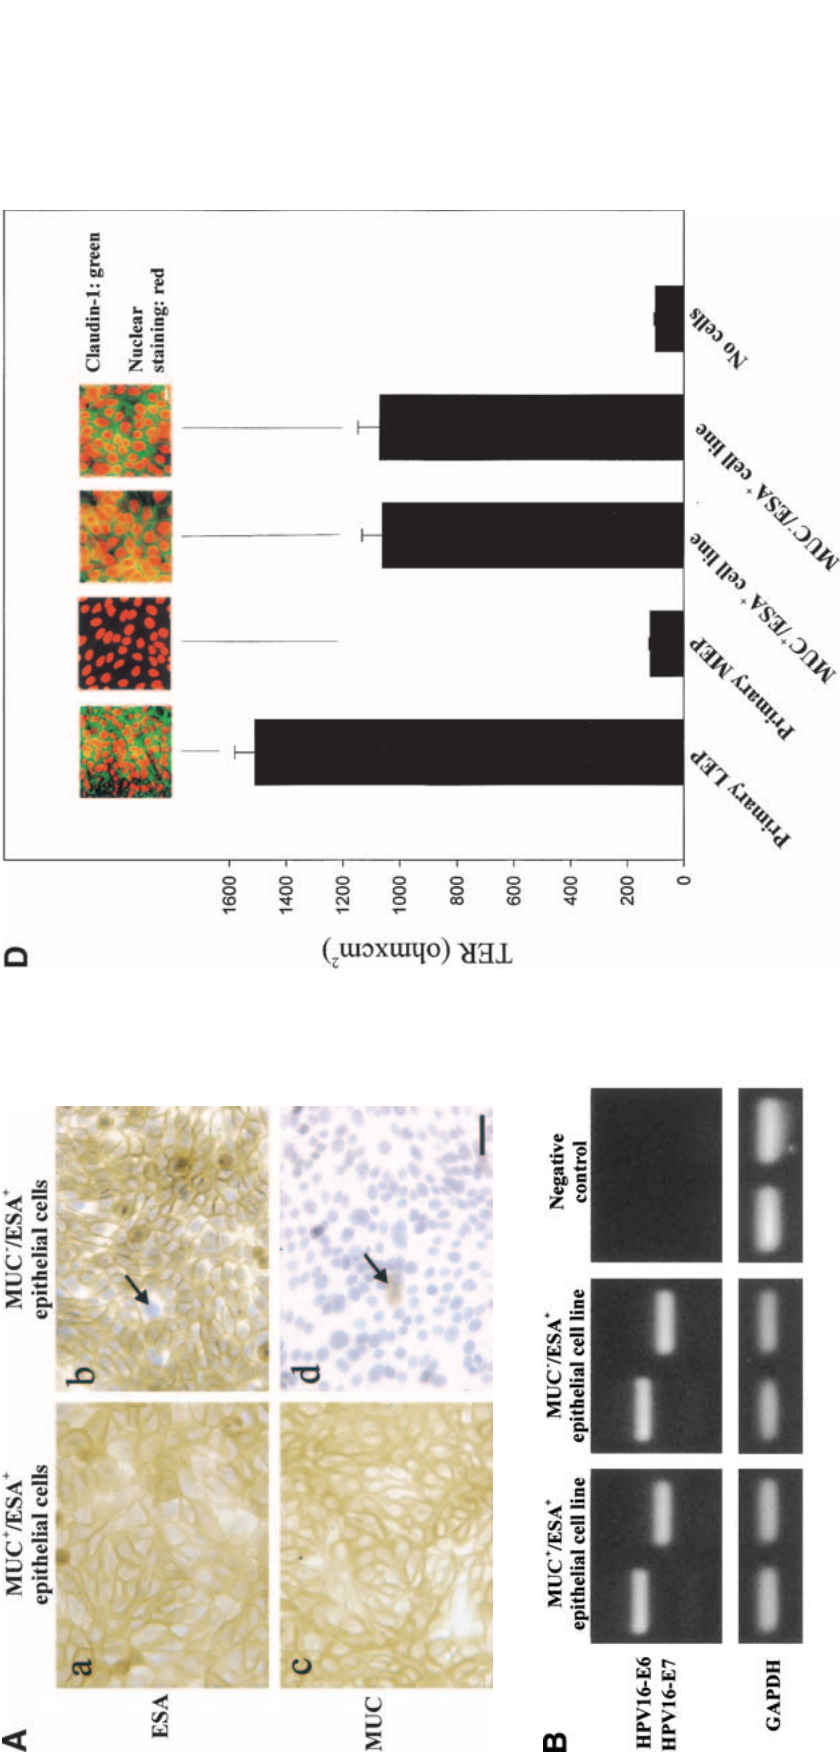 A
MUC⁺/ESA⁺
epithelial cells
MUC⁻/ESA⁺
epithelial cells
ESA
a
b
MUC
c
d
B
MUC⁺/ESA⁺
epithelial cell line
MUC⁻/ESA⁺
epithelial cell line
Negative
control
HPV16-E6
HPV16-E7
GAPDH
D
Claudin-1: green
Nuclear
staining: red
TER (ohmxcm²)
1600
1400
1200
1000
800
600
400
200
0
Primary LEP
Primary MEP
MUC⁺/ESA⁺ cell line
MUC⁻/ESA⁺ cell line
No cells